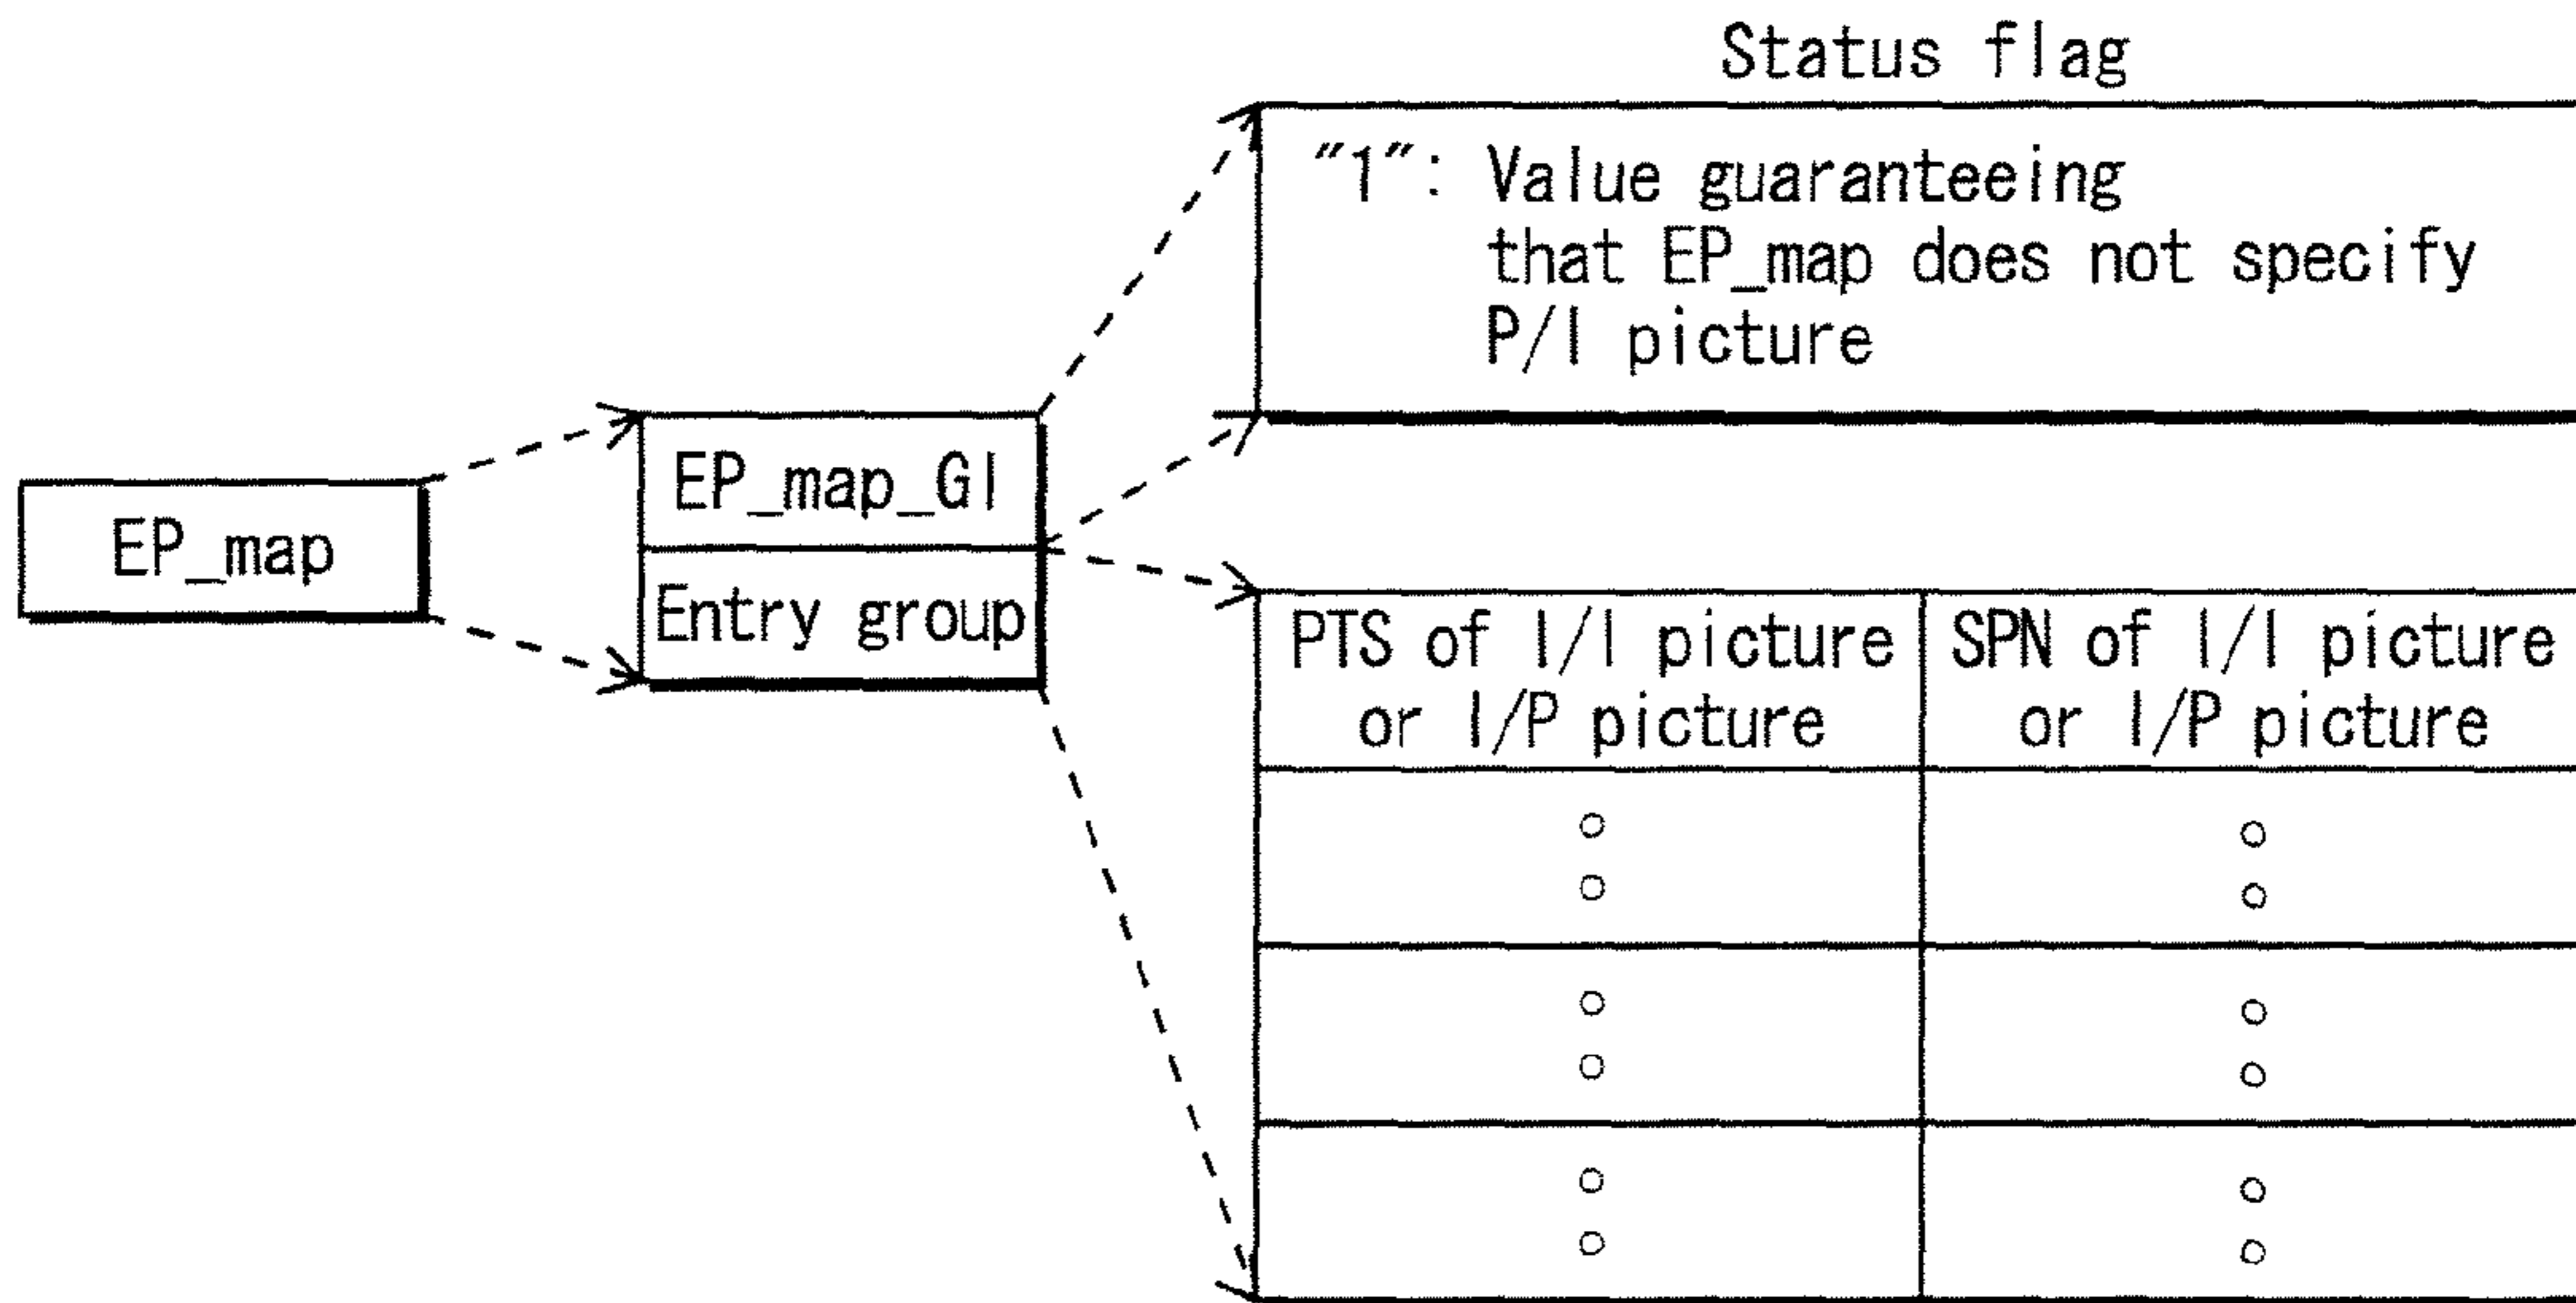 Status flag
"1": Value guaranteeing
that EP_map does not specify
P/I picture
EP_map
EP_map_GI
Entry group
PTS of I/I picture
or I/P picture
SPN of I/I picture
or I/P picture